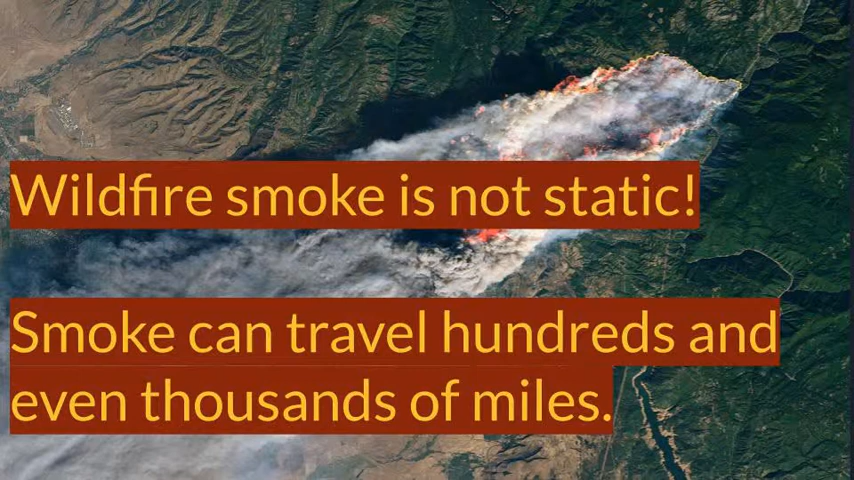 Wildfire smoke is not static!
Smoke can travel hundreds and
even thousands of miles.